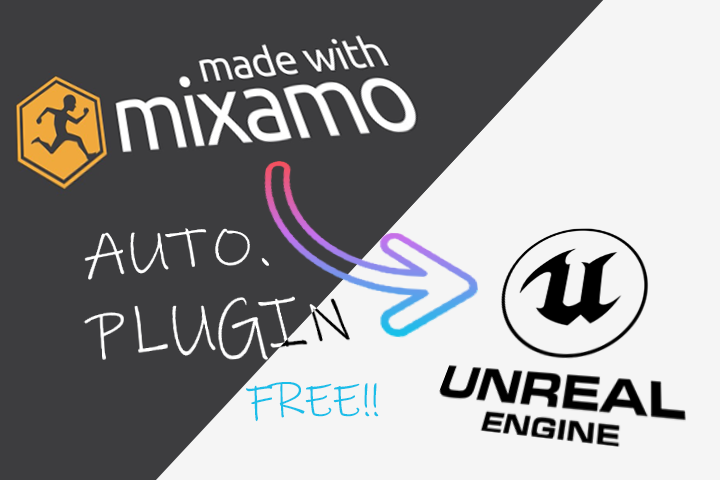 made with
mixamo
AUTO.
PLUGIN
FREE!!
UNREAL
ENGINE